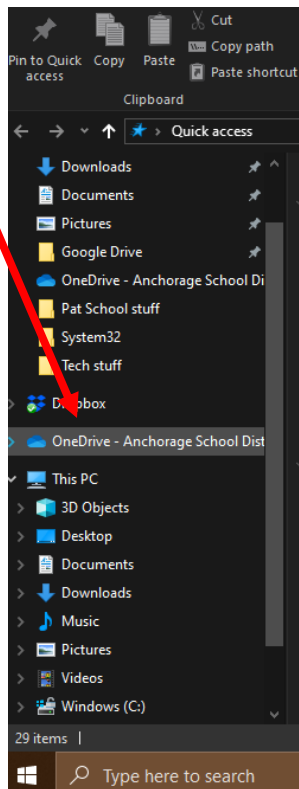 Cut
Copy path
Pin to Quick access
Copy
Paste
Paste shortcut
Clipboard
Quick access
Downloads
Documents
Pictures
Google Drive
OneDrive - Anchorage School Di
Pat School stuff
System32
Tech stuff
Dropbox
OneDrive - Anchorage School Dist
This PC
3D Objects
Desktop
Documents
Downloads
Music
Pictures
Videos
Windows (C:)
29 items
Type here to search